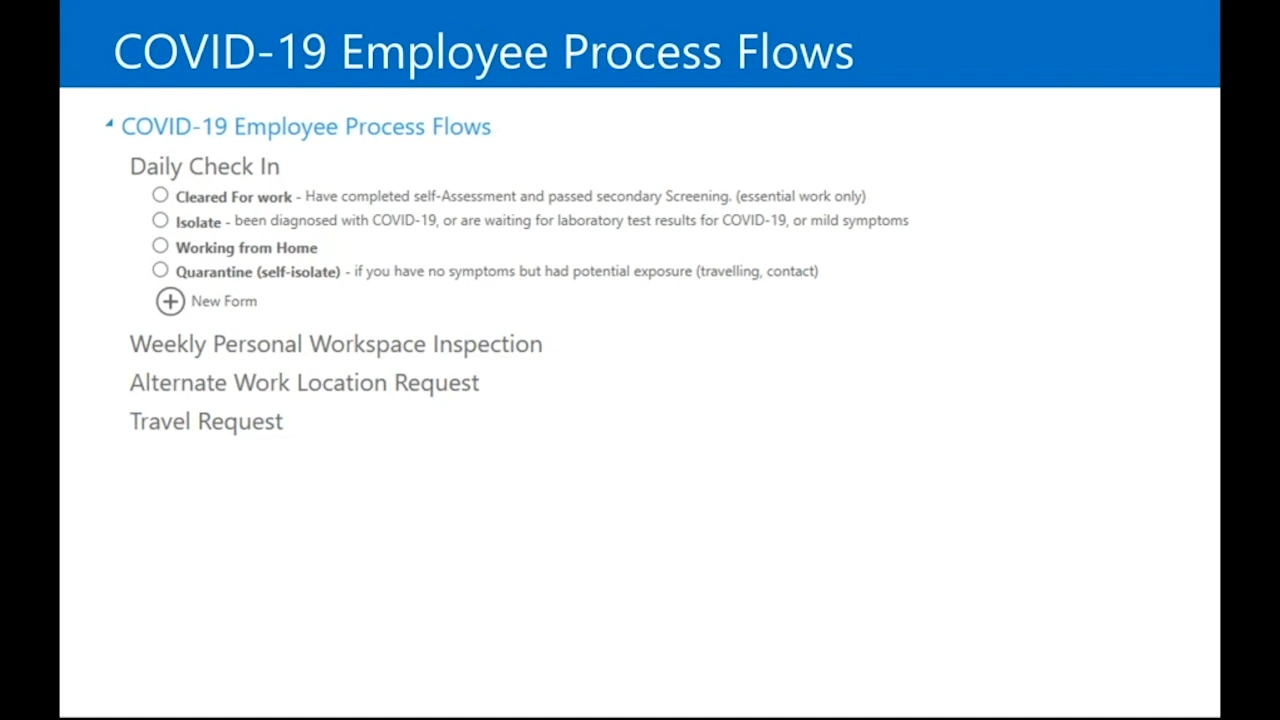 COVID-19 Employee Process Flows
COVID-19 Employee Process Flows
Daily Check In
Cleared For work - Have completed self-Assessment and passed secondary Screening. (essential work only)
Isolate - been diagnosed with COVID-19, or are waiting for laboratory test results for COVID-19, or mild symptoms
Working from Home
Quarantine (self-isolate) - if you have no symptoms but had potential exposure (travelling, contact)
New Form
Weekly Personal Workspace Inspection
Alternate Work Location Request
Travel Request